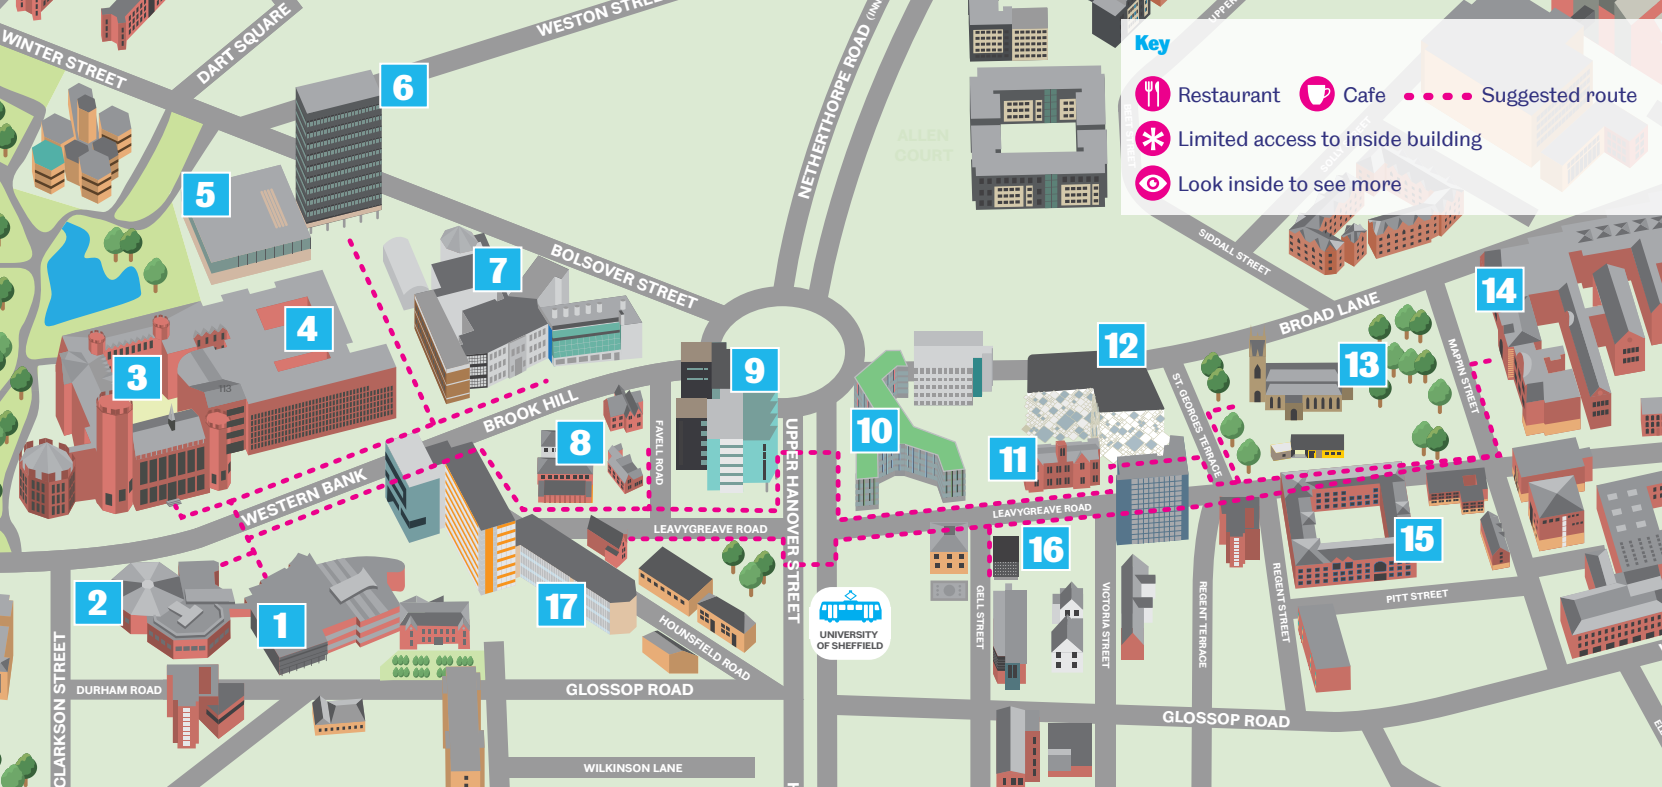 WINTER STREET
DART SQUARE
WESTON STREE
NETHERTHORPE ROAD (INN
UPPER
Key
Restaurant
Cafe
Suggested route
Limited access to inside building
Look inside to see more
6
5
ALLEN
COURT
SIDDALL STREET
BOLSOVER STREET
7
4
3
113
BROAD LANE
14
12
13
9
MAPPIN STREET
ST. GEORGES TERRACE
BROOK HILL
8
FAVELL ROAD
10
11
UPPER HANOVER STREET
WESTERN BANK
LEAVYGREAVE ROAD
LEAVYGREAVE ROAD
16
15
2
1
17
UNIVERSITY
OF SHEFFIELD
GELL STREET
VICTORIA STREET
REGENT TERRACE
REGENT STREET
PITT STREET
HOUNSFIELD ROAD
CLARKSON STREET
DURHAM ROAD
GLOSSOP ROAD
GLOSSOP ROAD
WILKINSON LANE